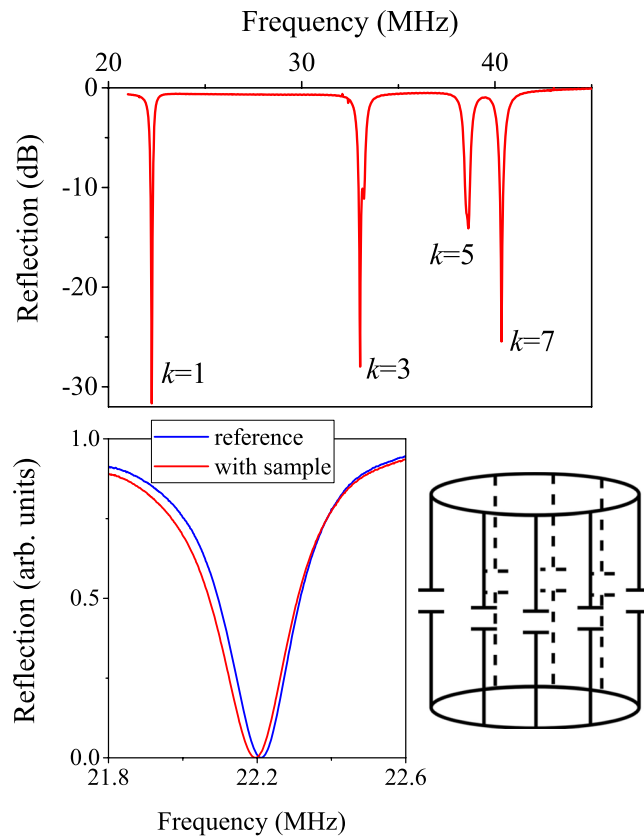 Frequency (MHz)
20 30 40
0
-10
-20
-30
Reflection (dB)
k=1
k=3
k=5
k=7
reference
with sample
1.0
0.5
0.0
Reflection (arb. units)
21.8 22.2 22.6
Frequency (MHz)